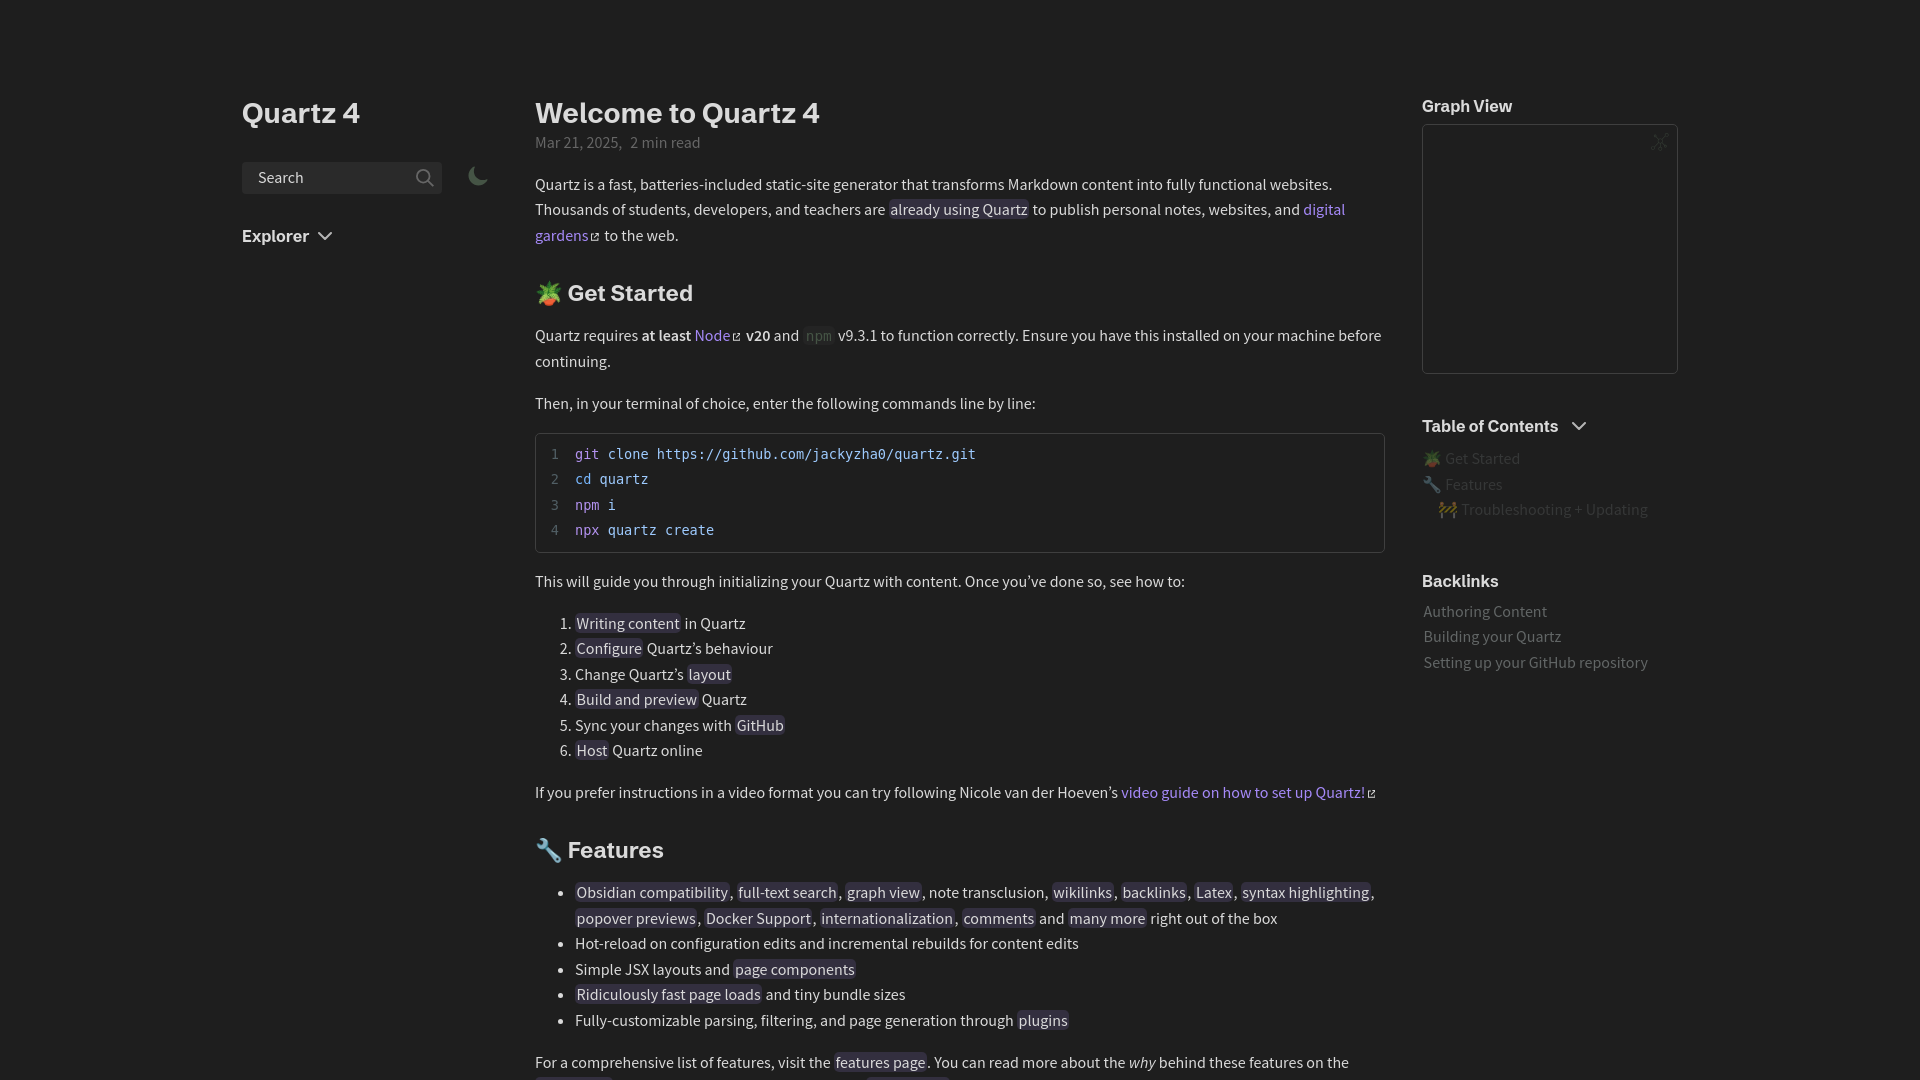 Quartz 4
Search
Explorer
Welcome to Quartz 4
Mar 21, 2025, 2 min read
Quartz is a fast, batteries-included static-site generator that transforms Markdown content into fully functional websites.
Thousands of students, developers, and teachers are already using Quartz to publish personal notes, websites, and digital
gardens to the web.
🪴 Get Started
Quartz requires at least Node v20 and npm v9.3.1 to function correctly. Ensure you have this installed on your machine before
continuing.
Then, in your terminal of choice, enter the following commands line by line:
1 git clone https://github.com/jackyzha0/quartz.git
2 cd quartz
3 npm i
4 npx quartz create
This will guide you through initializing your Quartz with content. Once you’ve done so, see how to:
1. Writing content in Quartz
2. Configure Quartz’s behaviour
3. Change Quartz’s layout
4. Build and preview Quartz
5. Sync your changes with GitHub
6. Host Quartz online
If you prefer instructions in a video format you can try following Nicole van der Hoeven’s video guide on how to set up Quartz!
🔧 Features
• Obsidian compatibility, full-text search, graph view, note transclusion, wikilinks, backlinks, Latex, syntax highlighting,
popover previews, Docker Support, internationalization, comments and many more right out of the box
• Hot-reload on configuration edits and incremental rebuilds for content edits
• Simple JSX layouts and page components
• Ridiculously fast page loads and tiny bundle sizes
• Fully-customizable parsing, filtering, and page generation through plugins
For a comprehensive list of features, visit the features page. You can read more about the why behind these features on the
Graph View
Table of Contents
🪴 Get Started
🔧 Features
🚧 Troubleshooting + Updating
Backlinks
Authoring Content
Building your Quartz
Setting up your GitHub repository